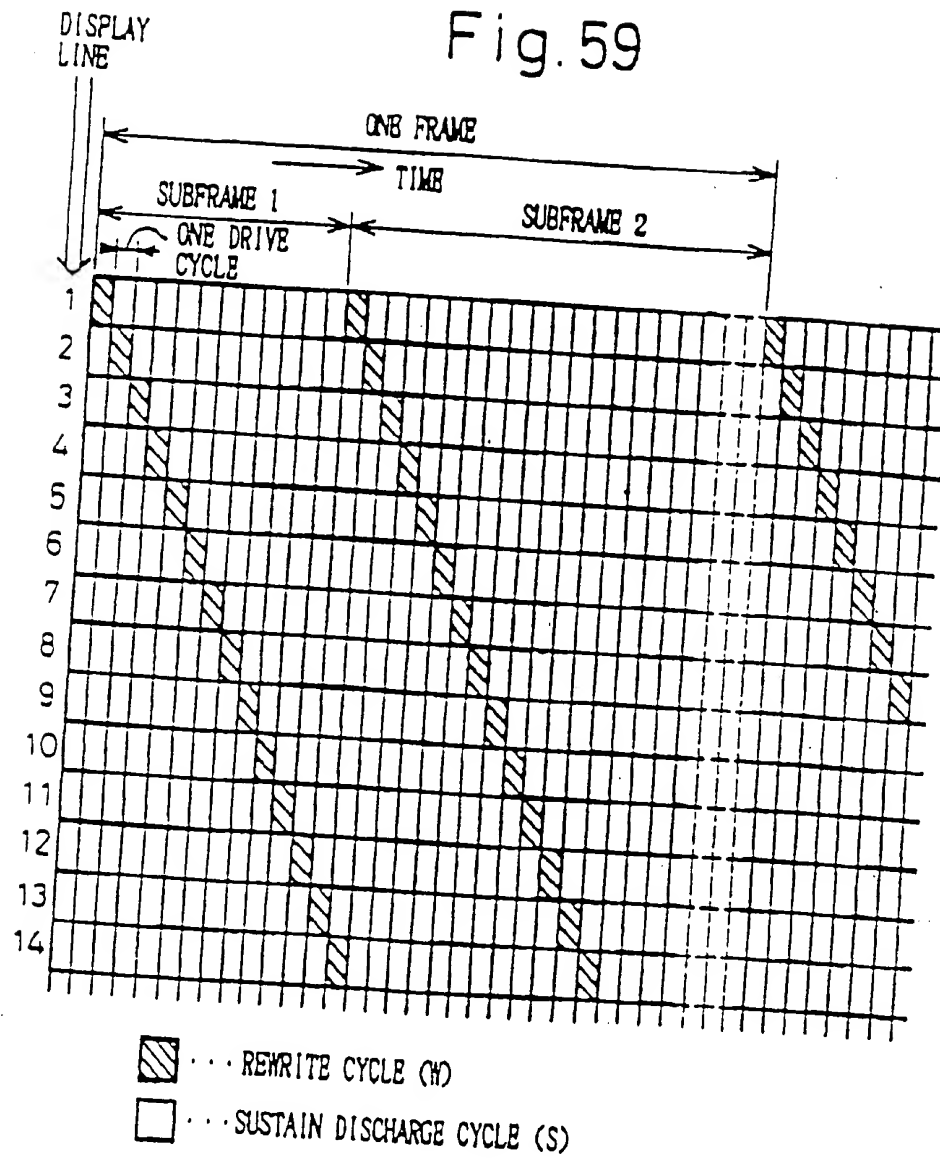 Fig. 59
DISPLAY
LINE
ONE FRAME
TIME
SUBFRAME 1
SUBFRAME 2
ONE DRIVE
CYCLE
1
2
3
4
5
6
7
8
9
10
11
12
13
14
··· REWRITE CYCLE (W)
··· SUSTAIN DISCHARGE CYCLE (S)